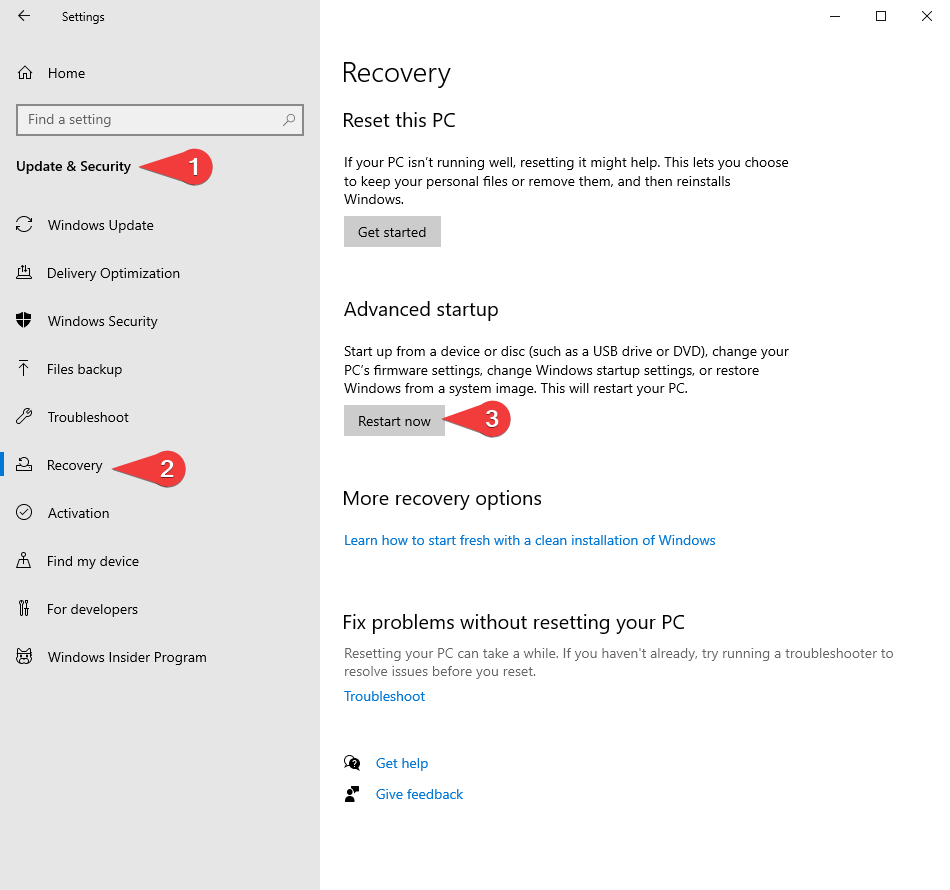 Settings
Home
Find a setting
Update & Security
1
Windows Update
Delivery Optimization
Windows Security
Files backup
Troubleshoot
Recovery
2
Activation
Find my device
For developers
Windows Insider Program
Recovery
Reset this PC
If your PC isn’t running well, resetting it might help. This lets you choose
to keep your personal files or remove them, and then reinstalls
Windows.
Get started
Advanced startup
Start up from a device or disc (such as a USB drive or DVD), change your
PC’s firmware settings, change Windows startup settings, or restore
Windows from a system image. This will restart your PC.
Restart now
3
More recovery options
Learn how to start fresh with a clean installation of Windows
Fix problems without resetting your PC
Resetting your PC can take a while. If you haven't already, try running a troubleshooter to
resolve issues before you reset.
Troubleshoot
Get help
Give feedback